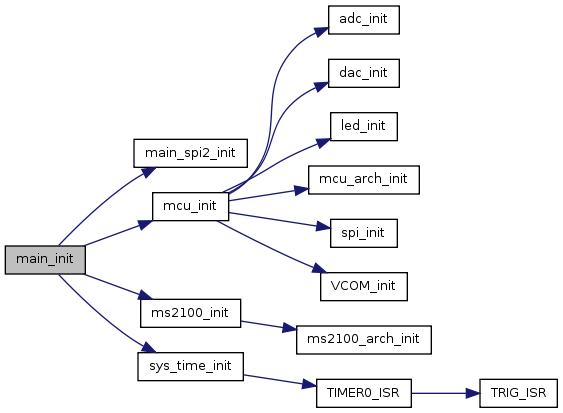 adc_init
dac_init
led_init
main_spi2_init
mcu_arch_init
mcu_init
spi_init
main_init
VCOM_init
ms2100_init
ms2100_arch_init
sys_time_init
TIMER0_ISR
TRIG_ISR